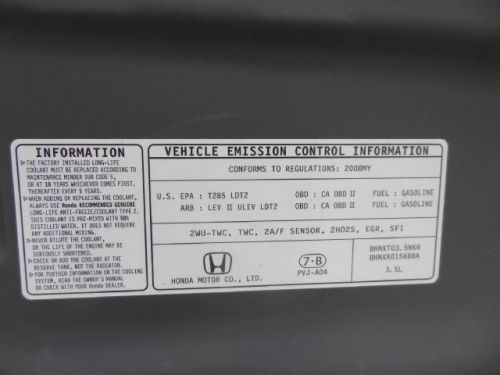 INFORMATION
▷THE FACTORY INSTALLED LONG-LIFE
COOLANT MUST BE REPLACED ACCORDING TO
MAINTENANCE MINDER SUB CODE 5,
OR AT 10 YEARS WHICHEVER COMES FIRST.
THEREAFTER EVERY 5 YEARS.
▷WHEN ADDING OR REPLACING THE COOLANT,
ALWAYS USE Honda RECOMMENDED GENUINE
LONG-LIFE ANTI-FREEZE/COOLANT TYPE 2.
THIS COOLANT IS PRE-MIXED WITH 50%
DISTILLED WATER. IT DOES NOT REQUIRE
ANY ADDITIONAL MIXING.
▷NEVER DILUTE THE COOLANT,
OR THE LIFE OF THE ENGINE MAY BE
SERIOUSLY SHORTENED.
▷CHECK OR ADD THE COOLANT AT THE
RESERVE TANK, NOT THE RADIATOR.
▷FOR FURTHER INFORMATION ON THE COOLING
SYSTEM, READ THE OWNER'S MANUAL
OR CHECK WITH YOUR Honda DEALER.
VEHICLE EMISSION CONTROL INFORMATION
CONFORMS TO REGULATIONS: 2008MY
U.S. EPA : T2B5 LDT2 OBD : CA OBD II FUEL : GASOLINE
ARB : LEV II ULEV LDT2 OBD : CA OBD II FUEL : GASOLINE
2WU-TWC, TWC, 2A/F SENSOR, 2HO2S, EGR, SFI
HONDA MOTOR CO., LTD.
7·B
PVJ-A04
8HNXT03.5NKR
8HNXR0156BBA
3.5L